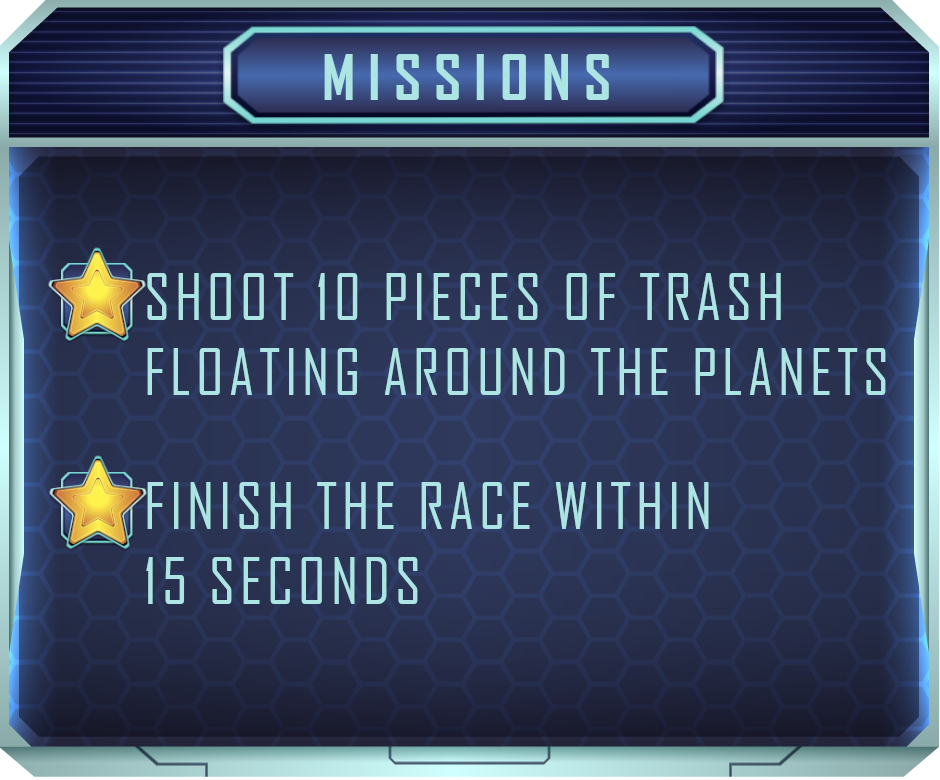 MISSIONS
SHOOT 10 PIECES OF TRASH
FLOATING AROUND THE PLANETS
FINISH THE RACE WITHIN
15 SECONDS